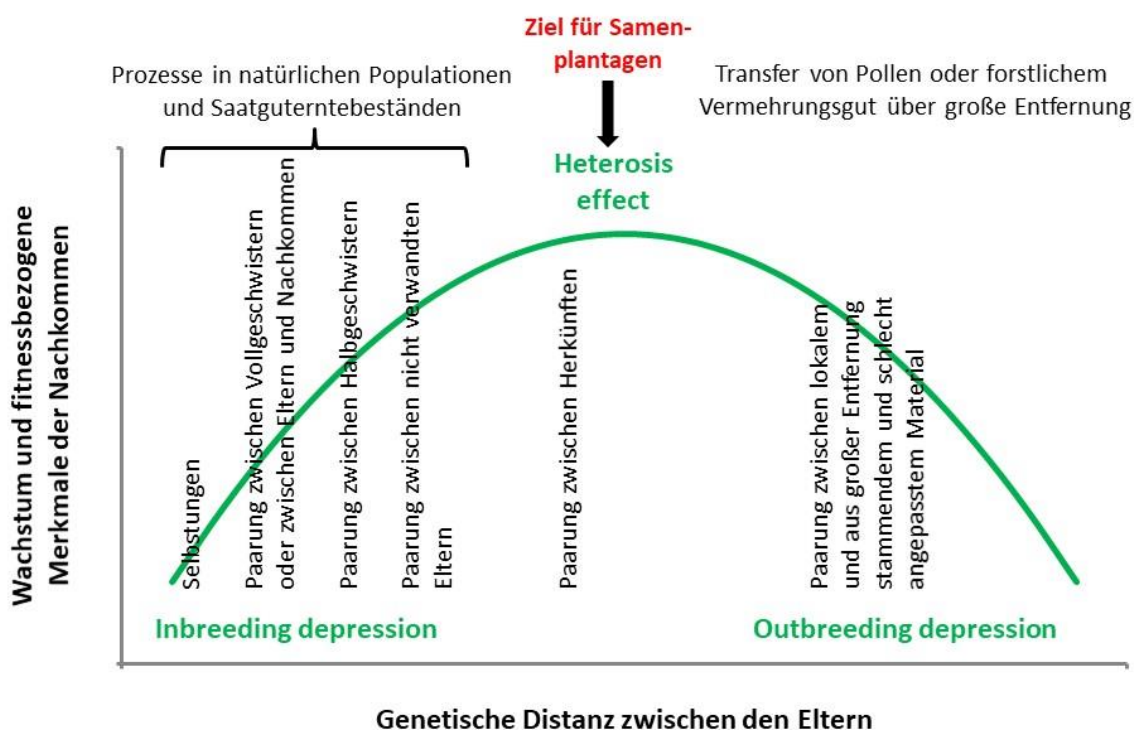 Ziel für Samen-
plantagen
Prozesse in natürlichen Populationen
und Saatguterntebeständen
Transfer von Pollen oder forstlichem
Vermehrungsgut über große Entfernung
Heterosis
effect
Wachstum und fitnessbezogene
Merkmale der Nachkommen
Selbstungen
Paarung zwischen Vollgeschwistern
oder zwischen Eltern und Nachkommen
Paarung zwischen Halbgeschwistern
Paarung zwischen nicht verwandten
Eltern
Paarung zwischen Herkünften
Paarung zwischen lokalem
und aus großer Entfernung
stammendem und schlecht
angepasstem Material
Inbreeding depression
Outbreeding depression
Genetische Distanz zwischen den Eltern